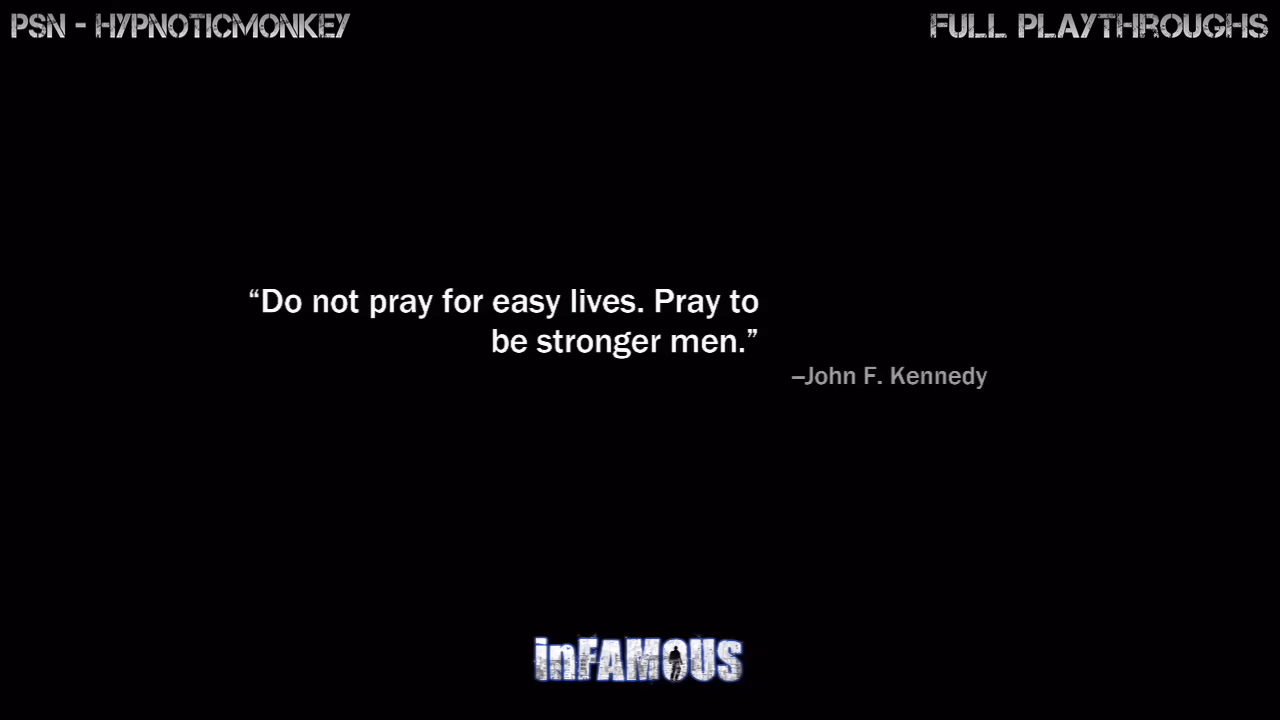 PSN - HYPNOTICMONKEY
FULL PLAYTHROUGHS
“Do not pray for easy lives. Pray to
be stronger men.”
–John F. Kennedy
inFAMOUS